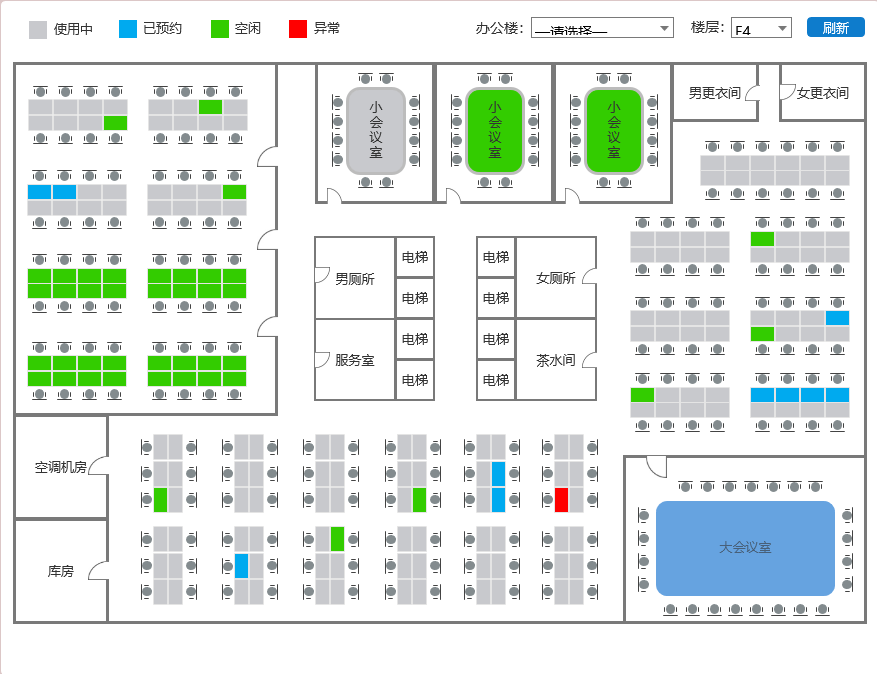 使用中 已预约 空闲 异常 办公楼: —请选择— 楼层: F4 刷新
小会议室 小会议室 小会议室
男更衣间 女更衣间
男厕所 电梯 电梯 女厕所
电梯 电梯
服务室 电梯 电梯 茶水间
电梯 电梯
空调机房
库房
大会议室